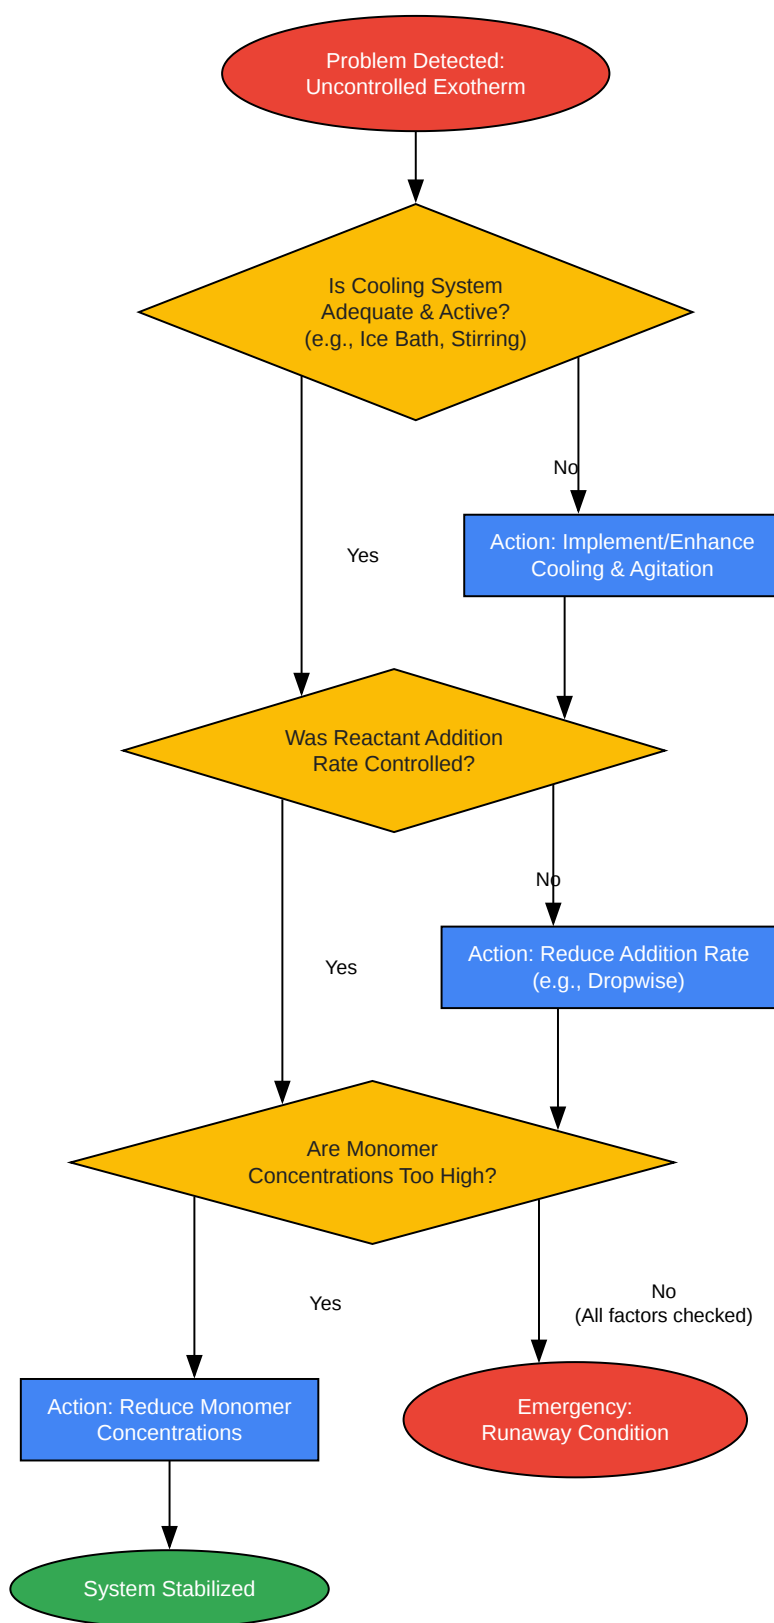 Problem Detected:
Uncontrolled Exotherm
Is Cooling System
Adequate & Active?
(e.g., Ice Bath, Stirring)
No
Action: Implement/Enhance
Cooling & Agitation
Yes
Was Reactant Addition
Rate Controlled?
No
Action: Reduce Addition Rate
(e.g., Dropwise)
Yes
Are Monomer
Concentrations Too High?
Yes
No
(All factors checked)
Action: Reduce Monomer
Concentrations
Emergency:
Runaway Condition
System Stabilized